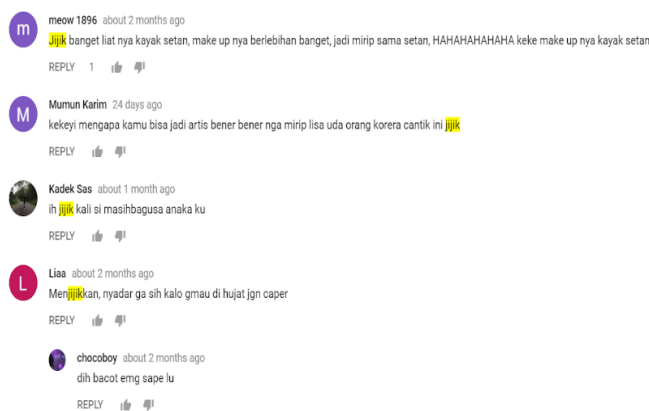 m
meow 1896 about 2 months ago
Jijik banget liat nya kayak setan, make up nya berlebihan banget, jadi mirip sama setan, HAHAHAHAHAHA keke make up nya kayak setan
REPLY 1
M
Mumun Karim 24 days ago
kekeyi mengapa kamu bisa jadi artis bener bener nga mirip lisa uda orang korera cantik ini jijik
REPLY
Kadek Sas about 1 month ago
ih jijik kali si masihbagusa anaka ku
REPLY
L
Liaa about 2 months ago
Menjijikkan, nyadar ga sih kalo gmau di hujat jgn caper
REPLY
chocoboy about 2 months ago
dih bacot emg sape lu
REPLY